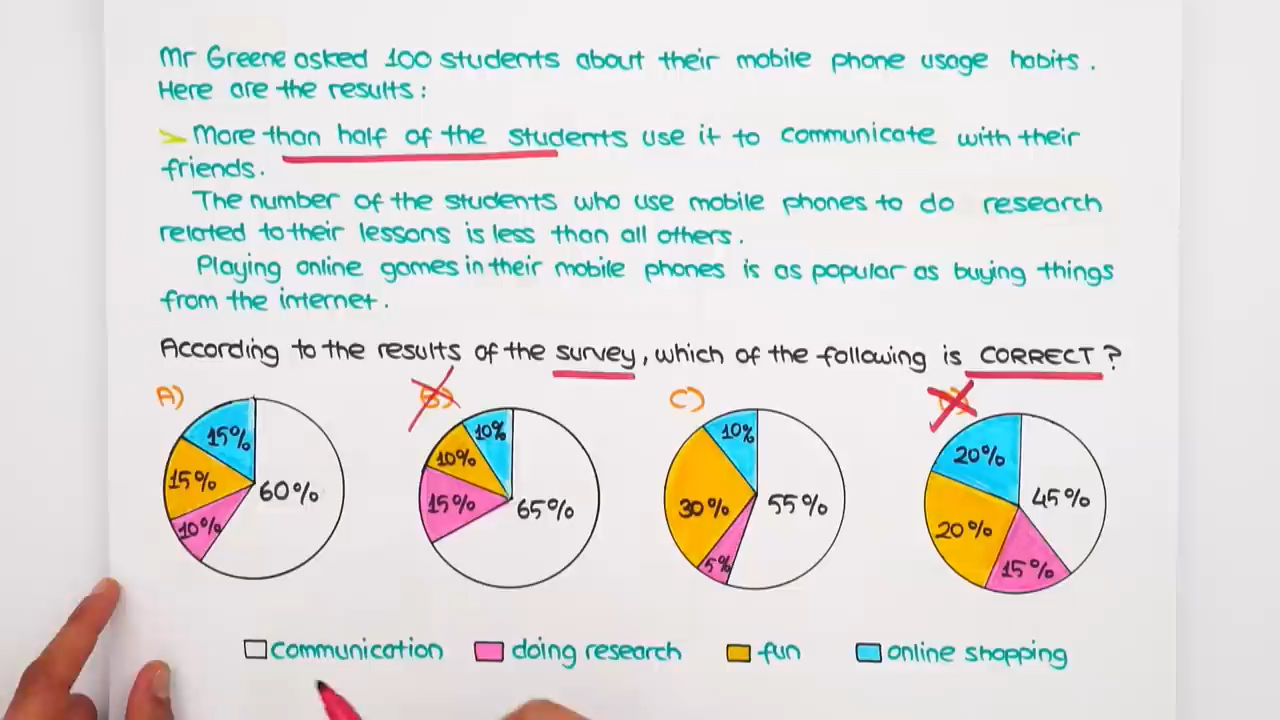 Mr Greene asked 100 students about their mobile phone usage habits.
Here are the results:
More than half of the students use it to communicate with their
friends.
The number of the students who use mobile phones to do research
related to their lessons is less than all others.
Playing online games in their mobile phones is as popular as buying things
from the internet.
According to the results of the survey, which of the following is CORRECT?
A)
B)
C)
15%
15%
10%
60%
10%
10%
15%
65%
10%
30%
5%
55%
20%
20%
15%
45%
communication
doing research
fun
online shopping